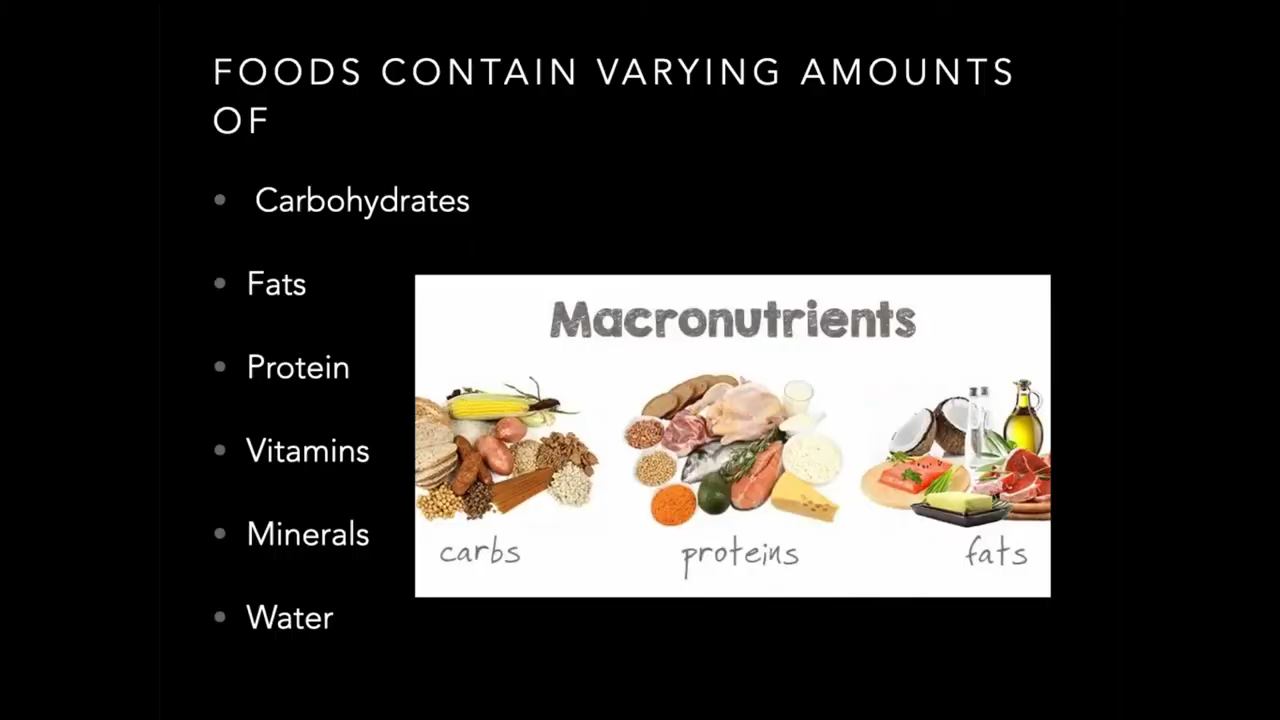 FOODS CONTAIN VARYING AMOUNTS
OF
• Carbohydrates
• Fats
• Protein
• Vitamins
• Minerals
• Water
Macronutrients
carbs
proteins
fats